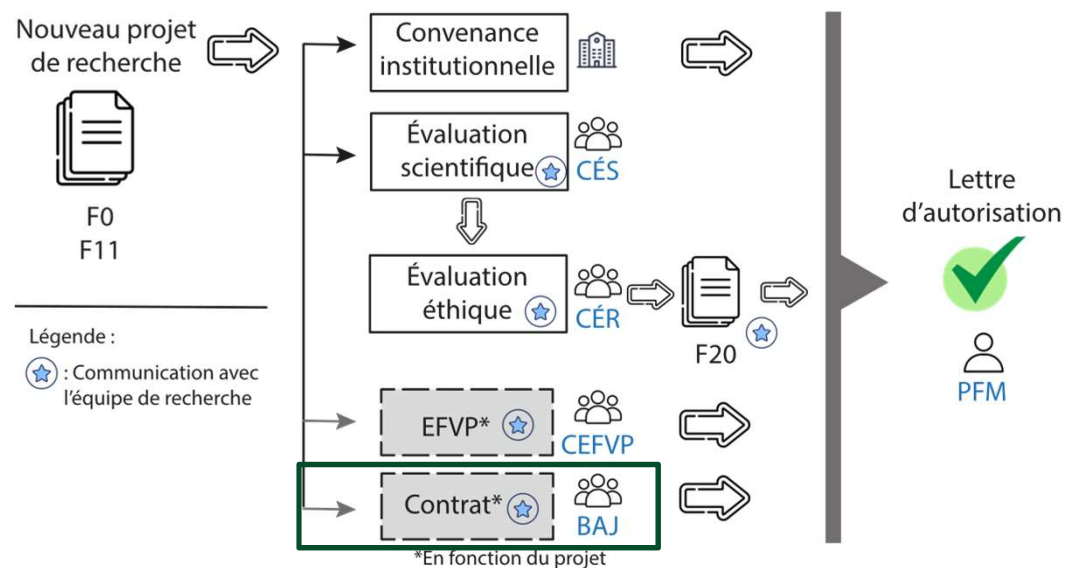 Nouveau projet
de recherche
F0
F11
Légende :
: Communication avec
l'équipe de recherche
Convenance
institutionnelle
Évaluation
scientifique
CÉS
Évaluation
éthique
CÉR
F20
EFVP*
CEFVP
Contrat*
BAJ
*En fonction du projet
Lettre
d'autorisation
PFM